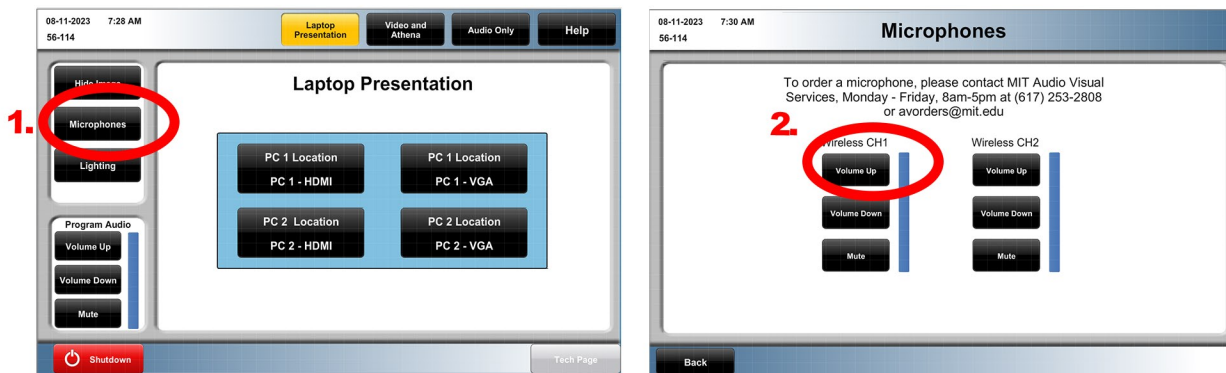 08-11-2023 7:28 AM
56-114
Laptop
Presentation
Video and
Athena
Audio Only
Help
1.
Hide Image
Microphones
Lighting
Program Audio
Volume Up
Volume Down
Mute
Laptop Presentation
PC 1 Location
PC 1 - HDMI
PC 1 Location
PC 1 - VGA
PC 2 Location
PC 2 - HDMI
PC 2 Location
PC 2 - VGA
Shutdown
Tech Page
08-11-2023 7:30 AM
56-114
Microphones
To order a microphone, please contact MIT Audio Visual
Services, Monday - Friday, 8am-5pm at (617) 253-2808
or avorders@mit.edu
2.
Wireless CH1
Volume Up
Volume Down
Mute
Wireless CH2
Volume Up
Volume Down
Mute
Back